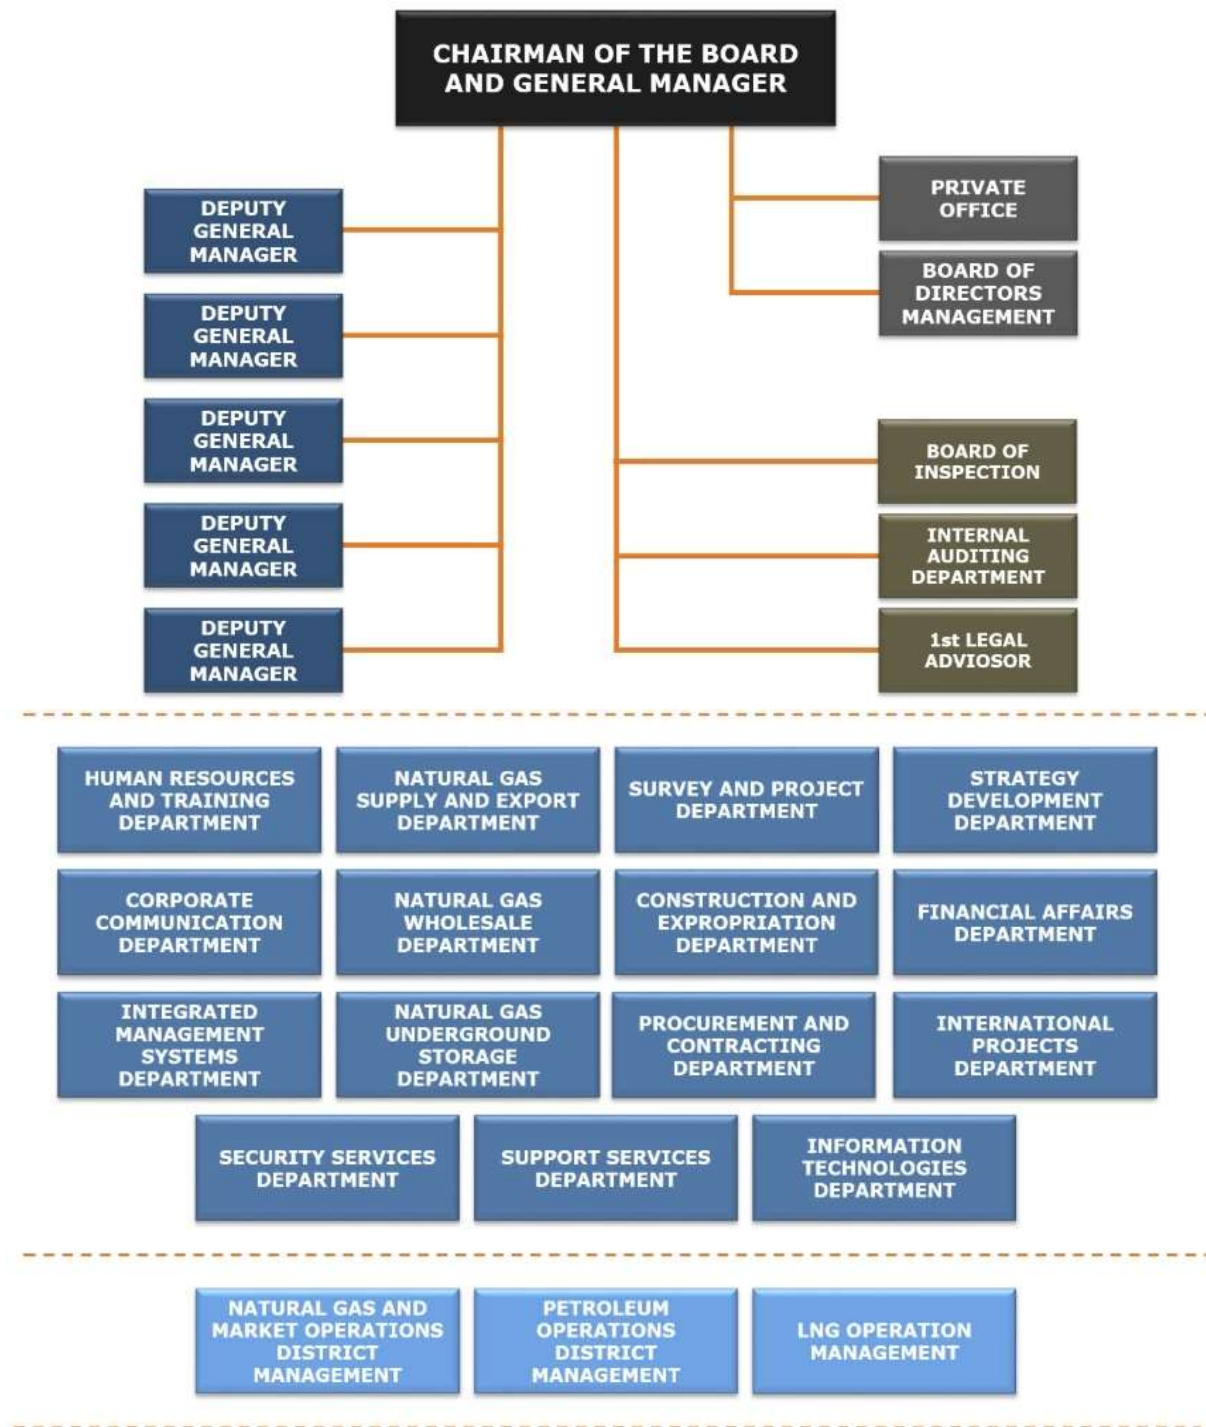 CHAIRMAN OF THE BOARD
AND GENERAL MANAGER
DEPUTY
GENERAL
MANAGER
DEPUTY
GENERAL
MANAGER
DEPUTY
GENERAL
MANAGER
DEPUTY
GENERAL
MANAGER
DEPUTY
GENERAL
MANAGER
PRIVATE
OFFICE
BOARD OF
DIRECTORS
MANAGEMENT
BOARD OF
INSPECTION
INTERNAL
AUDITING
DEPARTMENT
1st LEGAL
ADVIOSOR
HUMAN RESOURCES
AND TRAINING
DEPARTMENT
NATURAL GAS
SUPPLY AND EXPORT
DEPARTMENT
SURVEY AND PROJECT
DEPARTMENT
STRATEGY
DEVELOPMENT
DEPARTMENT
CORPORATE
COMMUNICATION
DEPARTMENT
NATURAL GAS
WHOLESALE
DEPARTMENT
CONSTRUCTION AND
EXPROPRIATION
DEPARTMENT
FINANCIAL AFFAIRS
DEPARTMENT
INTEGRATED
MANAGEMENT
SYSTEMS
DEPARTMENT
NATURAL GAS
UNDERGROUND
STORAGE
DEPARTMENT
PROCUREMENT AND
CONTRACTING
DEPARTMENT
INTERNATIONAL
PROJECTS
DEPARTMENT
SECURITY SERVICES
DEPARTMENT
SUPPORT SERVICES
DEPARTMENT
INFORMATION
TECHNOLOGIES
DEPARTMENT
NATURAL GAS AND
MARKET OPERATIONS
DISTRICT
MANAGEMENT
PETROLEUM
OPERATIONS
DISTRICT
MANAGEMENT
LNG OPERATION
MANAGEMENT